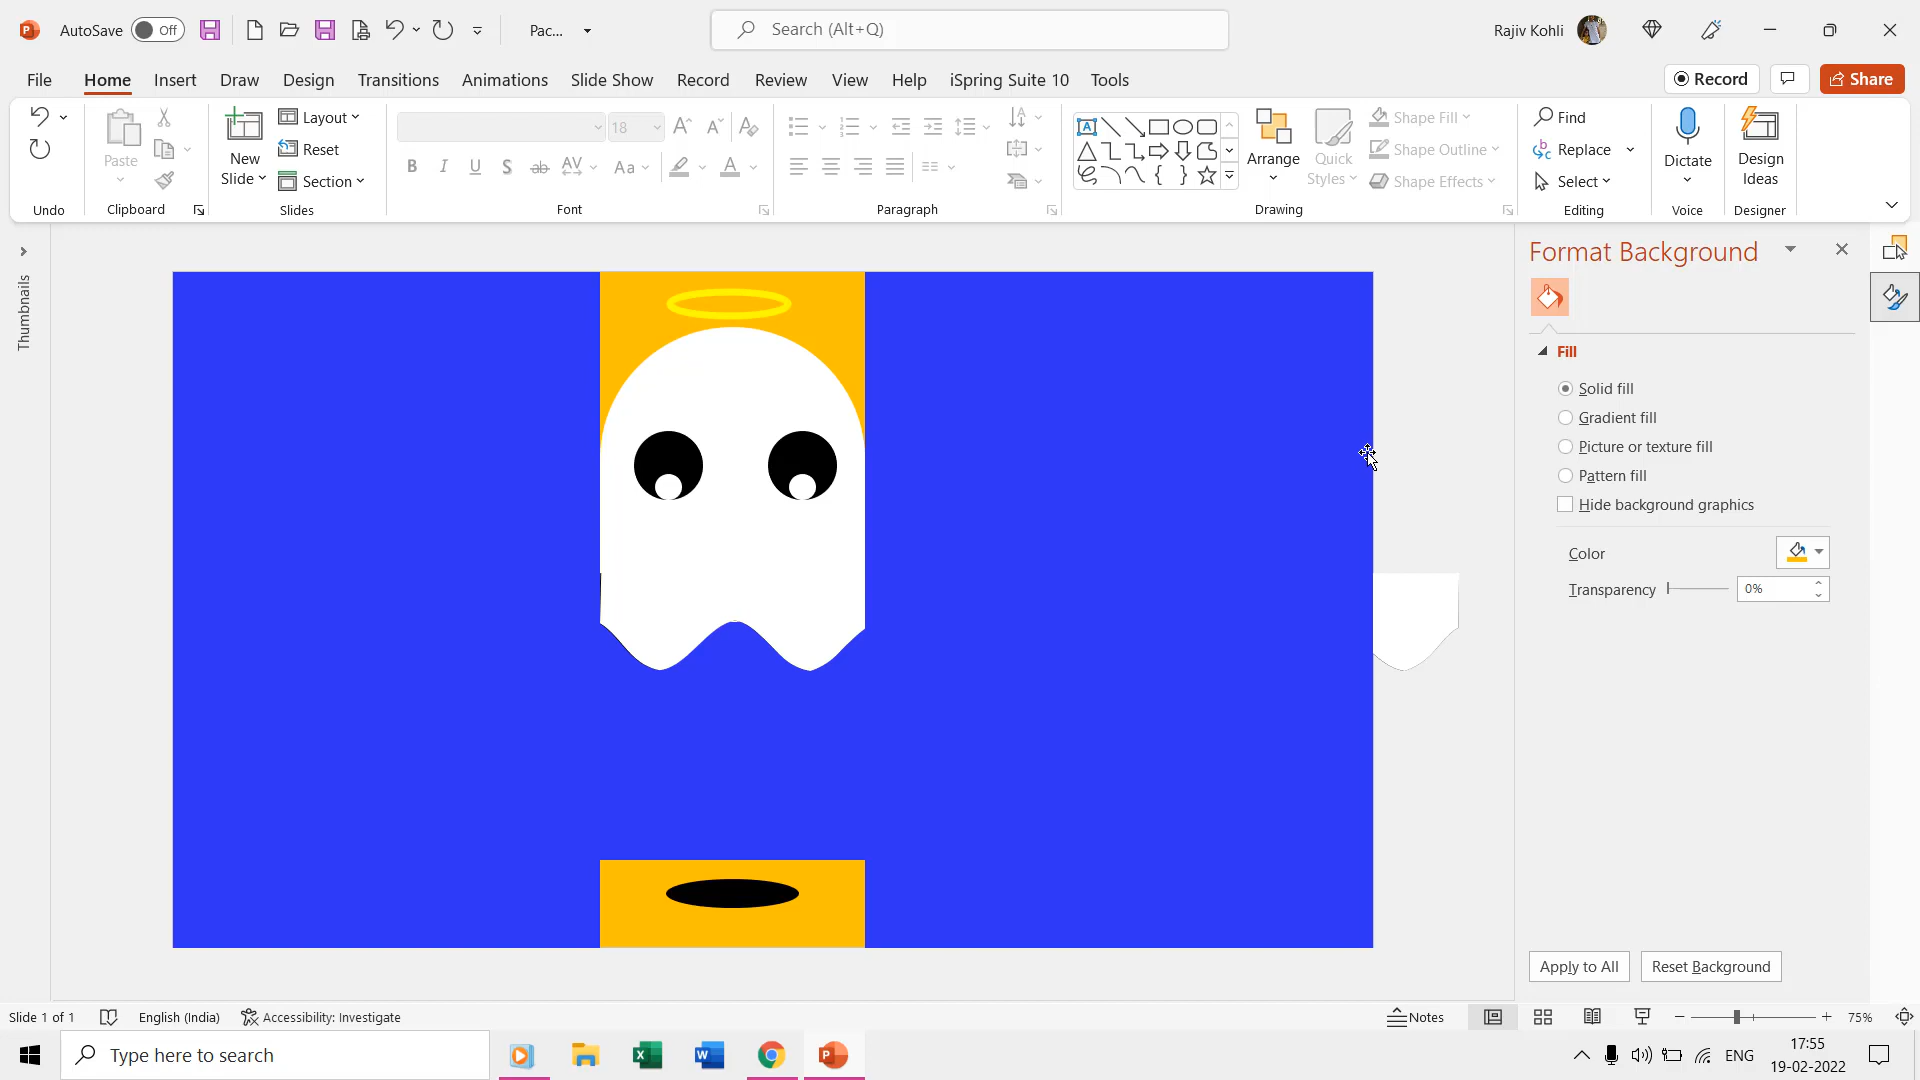 AutoSave Off Pac... Search (Alt+Q) Rajiv Kohli
File Home Insert Draw Design Transitions Animations Slide Show Record Review View Help iSpring Suite 10 Tools Record Share
Paste New Slide Layout Reset Section 18 B I U S ab AV Aa A Arrange Quick Styles Shape Fill Shape Outline Shape Effects Find Replace Select Dictate Design Ideas
Undo Clipboard Slides Font Paragraph Drawing Editing Voice Designer
Thumbnails
Format Background
Fill
Solid fill
Gradient fill
Picture or texture fill
Pattern fill
Hide background graphics
Color
Transparency 0%
Apply to All Reset Background
Slide 1 of 1 English (India) Accessibility: Investigate Notes 75%
Type here to search ENG 17:55
19-02-2022